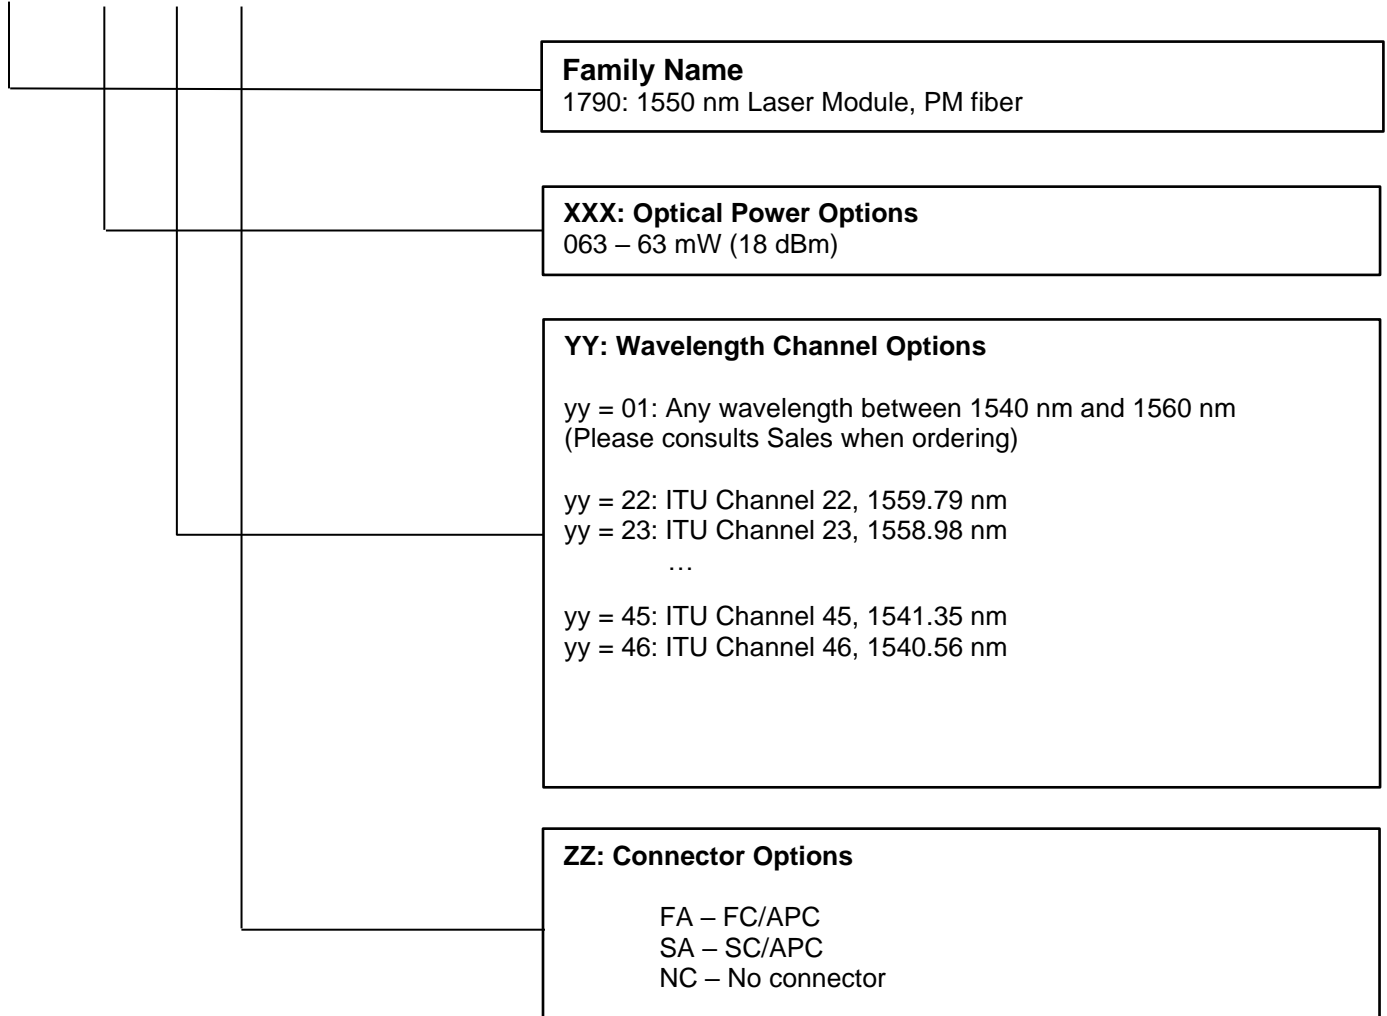 Family Name
1790: 1550 nm Laser Module, PM fiber
XXX: Optical Power Options
063 – 63 mW (18 dBm)
YY: Wavelength Channel Options
yy = 01: Any wavelength between 1540 nm and 1560 nm
(Please consults Sales when ordering)
yy = 22: ITU Channel 22, 1559.79 nm
yy = 23: ITU Channel 23, 1558.98 nm
…
yy = 45: ITU Channel 45, 1541.35 nm
yy = 46: ITU Channel 46, 1540.56 nm
ZZ: Connector Options
FA – FC/APC
SA – SC/APC
NC – No connector